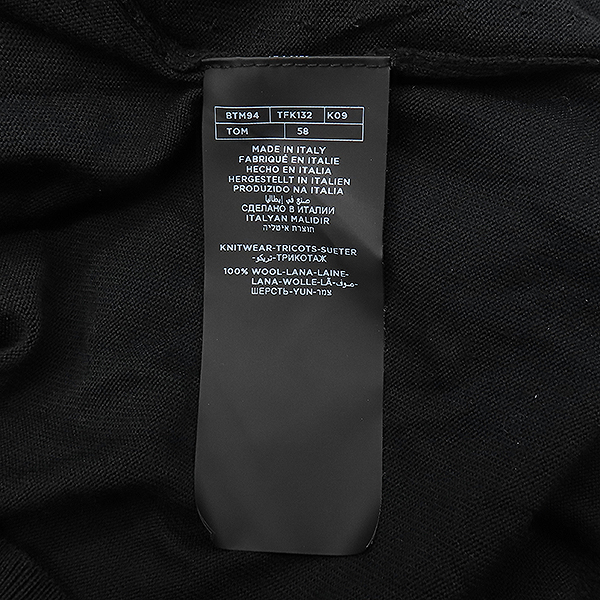 BTM94 TFK132 K09
TOM 58
MADE IN ITALY
FABRIQUÉ EN ITALIE
HECHO EN ITALIA
HERGESTELLT IN ITALIEN
PRODUZIDO NA ITALIA
صنع في إيطاليا
СДЕЛАНО В ИТАЛИИ
ITALYAN MALIDIR
תוצרת איטליה
KNITWEAR-TRICOTS-SUETER
-تريكو-ТРИКОТАЖ
100% WOOL-LANA-LAINE-
LANA-WOLLE-LÃ-صوف-
ШЕРСТЬ-YUN-צמר